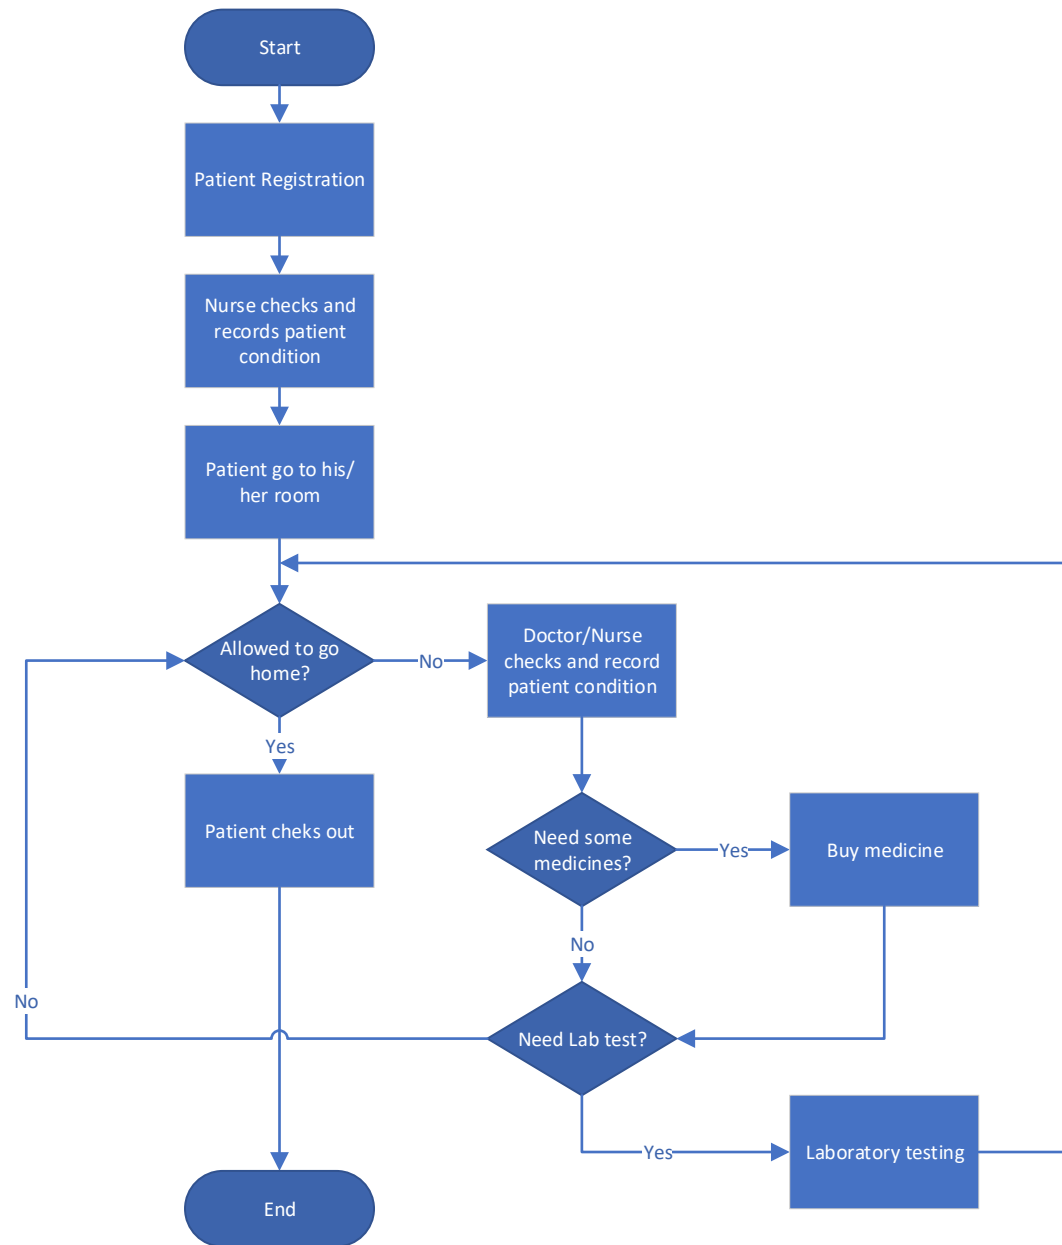 Start
Patient Registration
Nurse checks and
records patient
condition
Patient go to his/
her room
Allowed to go
home?
No
Doctor/Nurse
checks and record
patient condition
Yes
Patient cheks out
Need some
medicines?
Yes
Buy medicine
No
No
Need Lab test?
Yes
Laboratory testing
End